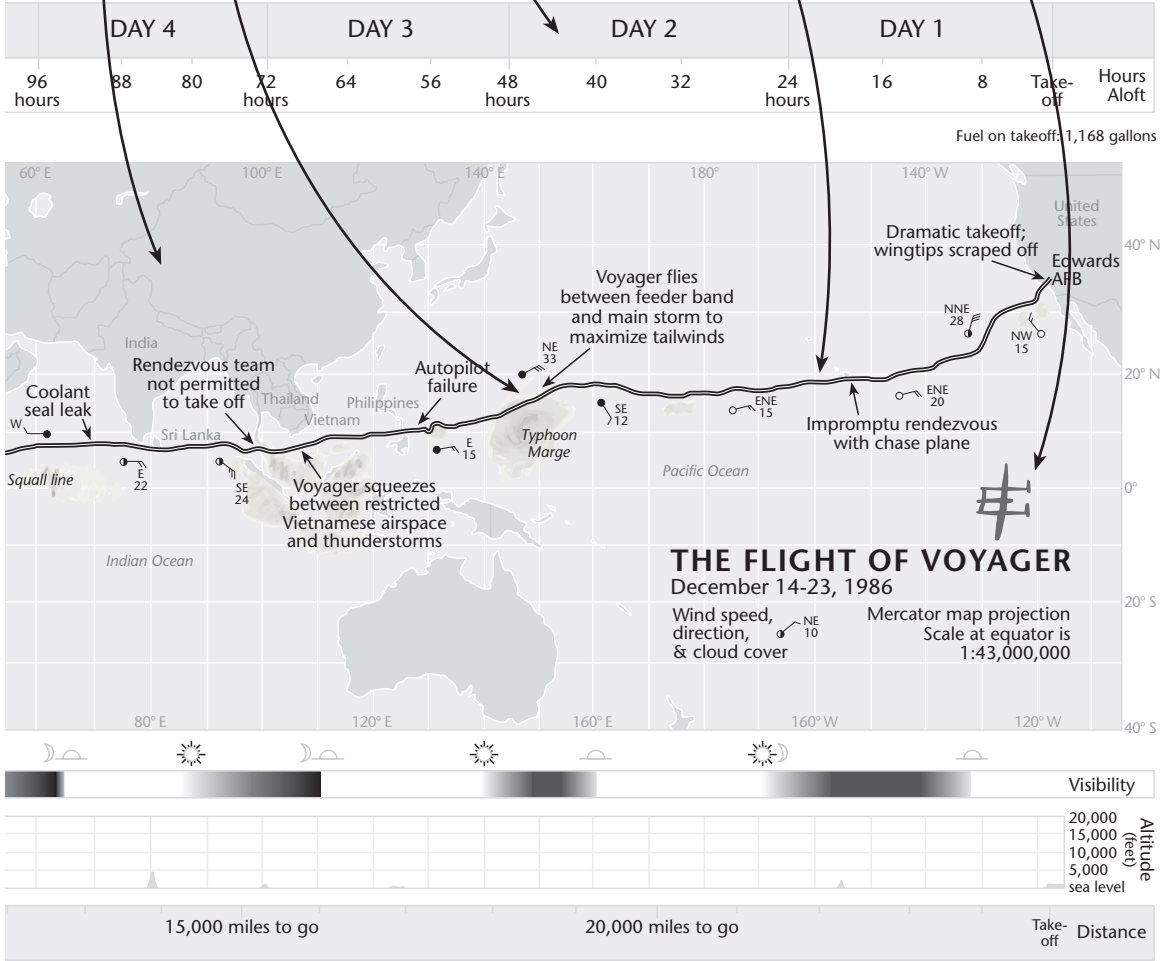 DAY 4 DAY 3 DAY 2 DAY 1
96 hours 88 80 72 hours 64 56 48 hours 40 32 24 hours 16 8 Take-off Hours Aloft
Fuel on takeoff: 1,168 gallons
60° E 100° E 140° E 180° 140° W
United
States
40° N
Dramatic takeoff;
wingtips scraped off
Edwards
AFB
Voyager flies
between feeder band
and main storm to
maximize tailwinds
NNE
28
NW
15
India
NE
33
Rendezvous team
not permitted
to take off
Autopilot
failure
20° N
Coolant
seal leak
Thailand
Philippines
Vietnam
ENE
15
ENE
20
SE
12
W
Sri Lanka
Impromptu rendezvous
with chase plane
Typhoon
Marge
E
15
Squall line
E
22
SE
24
Pacific Ocean
Voyager squeezes
between restricted
Vietnamese airspace
and thunderstorms
0°
Indian Ocean
THE FLIGHT OF VOYAGER
December 14-23, 1986
20° S
Wind speed,
direction,
& cloud cover
NE
10
Mercator map projection
Scale at equator is
1:43,000,000
80° E 120° E 160° E 160° W 120° W 40° S
Visibility
20,000
15,000
10,000
5,000
sea level
Altitude
(feet)
15,000 miles to go 20,000 miles to go Take-off Distance